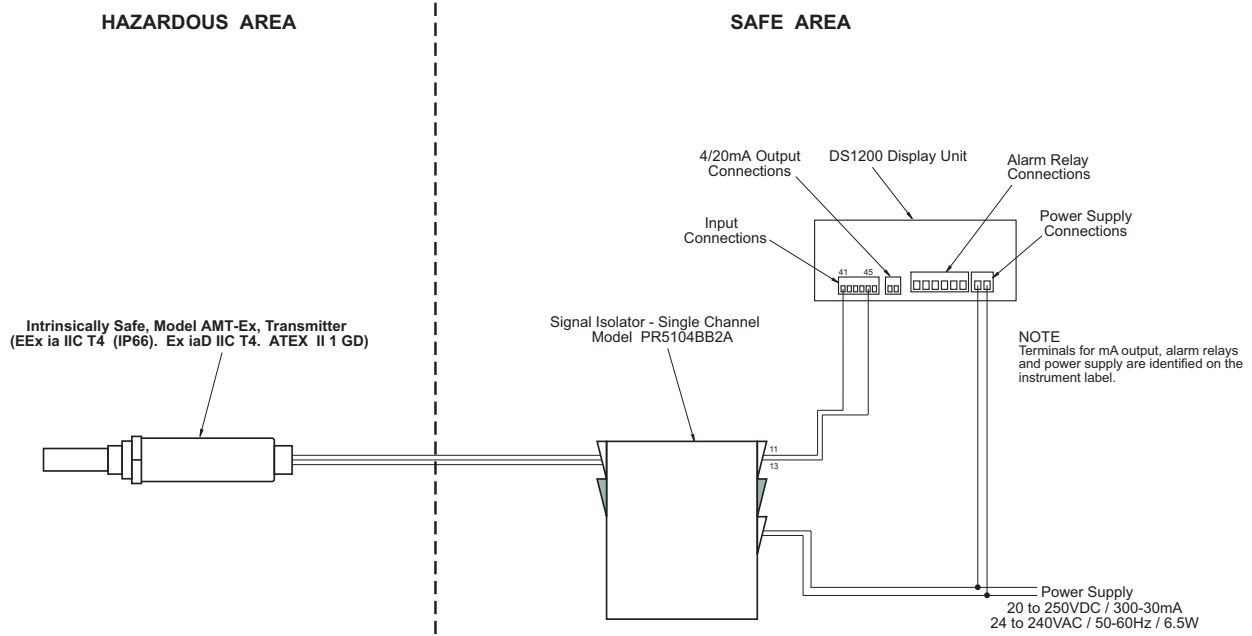 HAZARDOUS AREA
SAFE AREA
4/20mA Output
Connections
DS1200 Display Unit
Alarm Relay
Connections
Input
Connections
Power Supply
Connections
41 45
Intrinsically Safe, Model AMT-Ex, Transmitter
(EEx ia IIC T4 (IP66). Ex iaD IIC T4. ATEX II 1 GD)
Signal Isolator - Single Channel
Model PR5104BB2A
NOTE
Terminals for mA output, alarm relays
and power supply are identified on the
instrument label.
11
13
Power Supply
20 to 250VDC / 300-30mA
24 to 240VAC / 50-60Hz / 6.5W